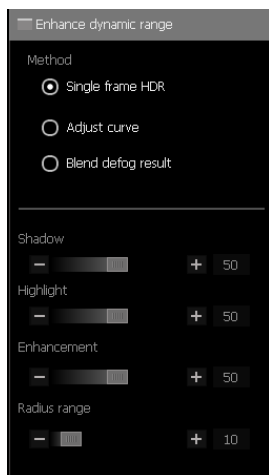 Enhance dynamic range
Method
Single frame HDR
Adjust curve
Blend defog result
Shadow
50
Highlight
50
Enhancement
50
Radius range
10